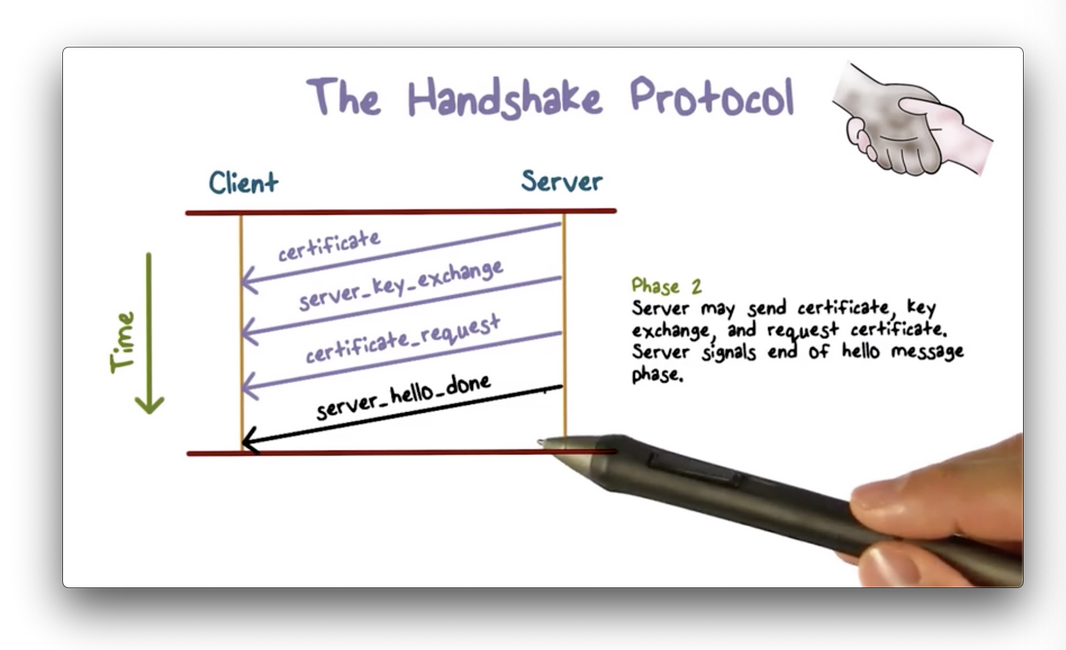 The Handshake Protocol
Client
Server
Time
certificate
server_key_exchange
certificate_request
server_hello_done
Phase 2
Server may send certificate, key
exchange, and request certificate.
Server signals end of hello message
phase.